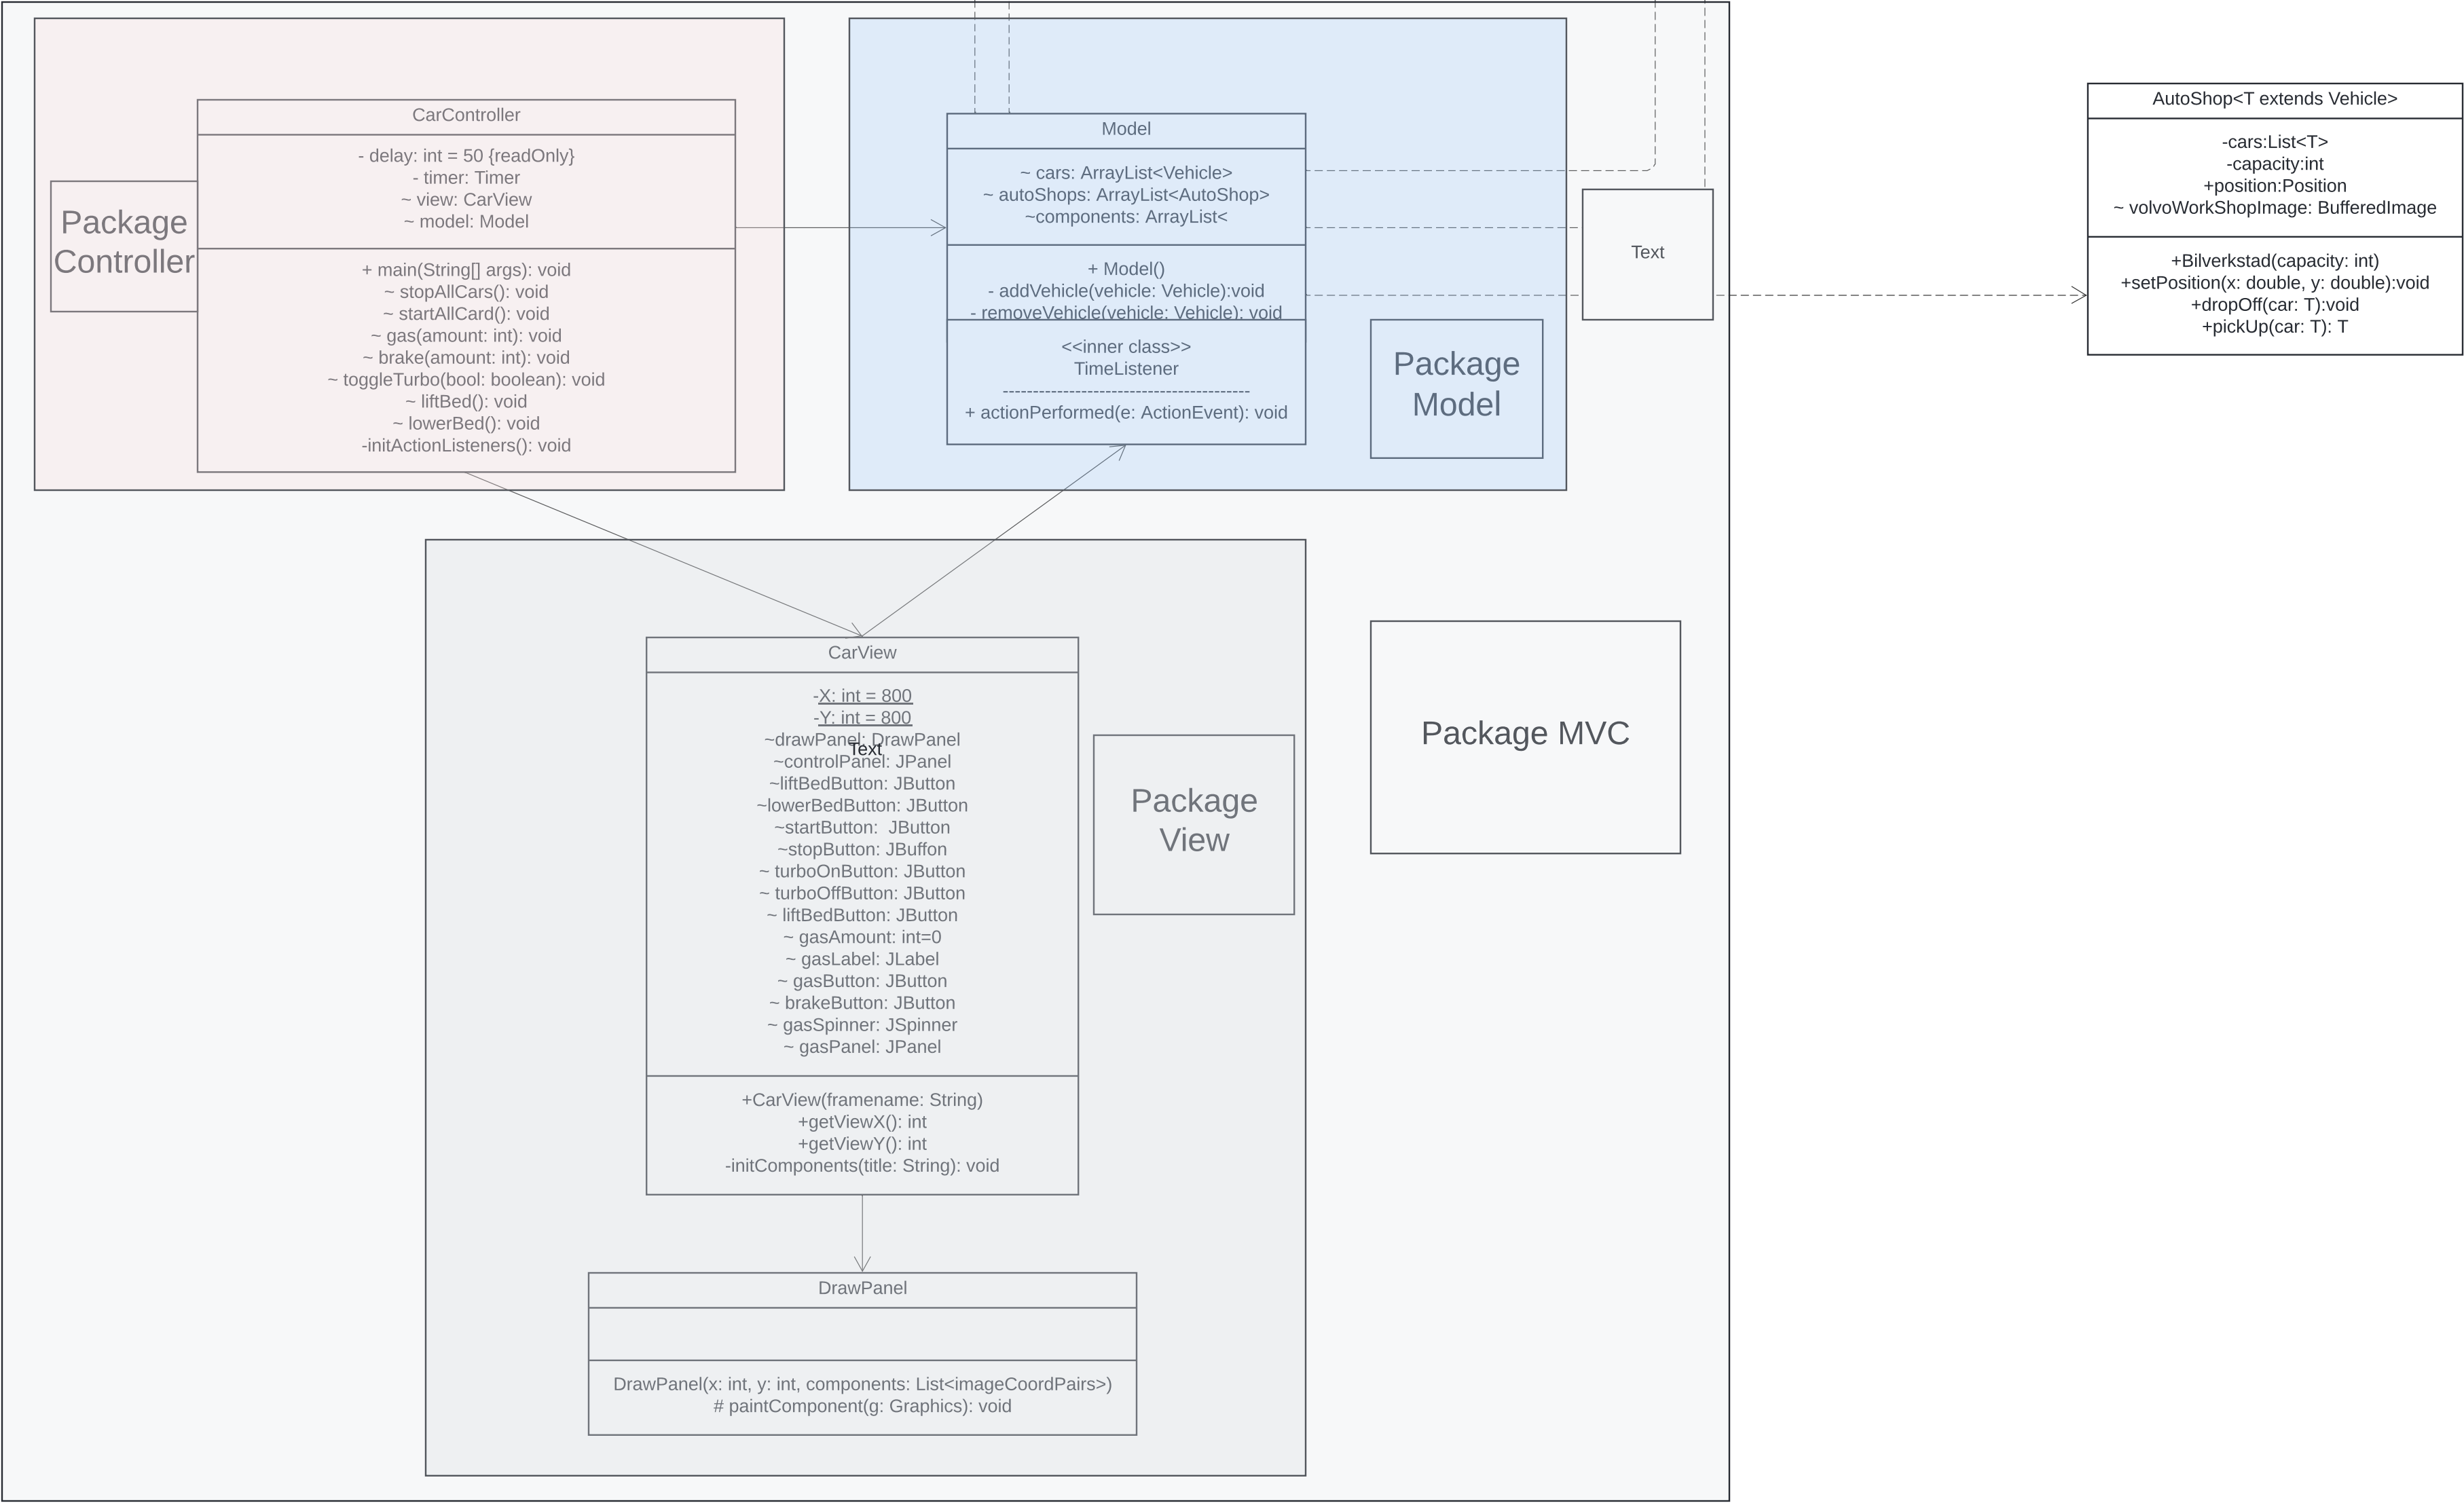 Package
Controller
CarController
- delay: int = 50 {readOnly}
- timer: Timer
~ view: CarView
~ model: Model
+ main(String[] args): void
~ stopAllCars(): void
~ startAllCard(): void
~ gas(amount: int): void
~ brake(amount: int): void
~ toggleTurbo(bool: boolean): void
~ liftBed(): void
~ lowerBed(): void
-initActionListeners(): void
Model
~ cars: ArrayList<Vehicle>
~ autoShops: ArrayList<AutoShop>
~components: ArrayList<
+ Model()
- addVehicle(vehicle: Vehicle):void
- removeVehicle(vehicle: Vehicle): void
<<inner class>>
TimeListener
-----------------------------------------
+ actionPerformed(e: ActionEvent): void
Package
Model
Text
AutoShop<T extends Vehicle>
-cars:List<T>
-capacity:int
+position:Position
~ volvoWorkShopImage: BufferedImage
+Bilverkstad(capacity: int)
+setPosition(x: double, y: double):void
+dropOff(car: T):void
+pickUp(car: T): T
CarView
-X: int = 800
-Y: int = 800
~drawPanel: DrawPanel
Text
~controlPanel: JPanel
~liftBedButton: JButton
~lowerBedButton: JButton
~startButton:  JButton
~stopButton: JBuffon
~ turboOnButton: JButton
~ turboOffButton: JButton
~ liftBedButton: JButton
~ gasAmount: int=0
~ gasLabel: JLabel
~ gasButton: JButton
~ brakeButton: JButton
~ gasSpinner: JSpinner
~ gasPanel: JPanel
+CarView(framename: String)
+getViewX(): int
+getViewY(): int
-initComponents(title: String): void
Package
View
Package MVC
DrawPanel
DrawPanel(x: int, y: int, components: List<imageCoordPairs>)
# paintComponent(g: Graphics): void